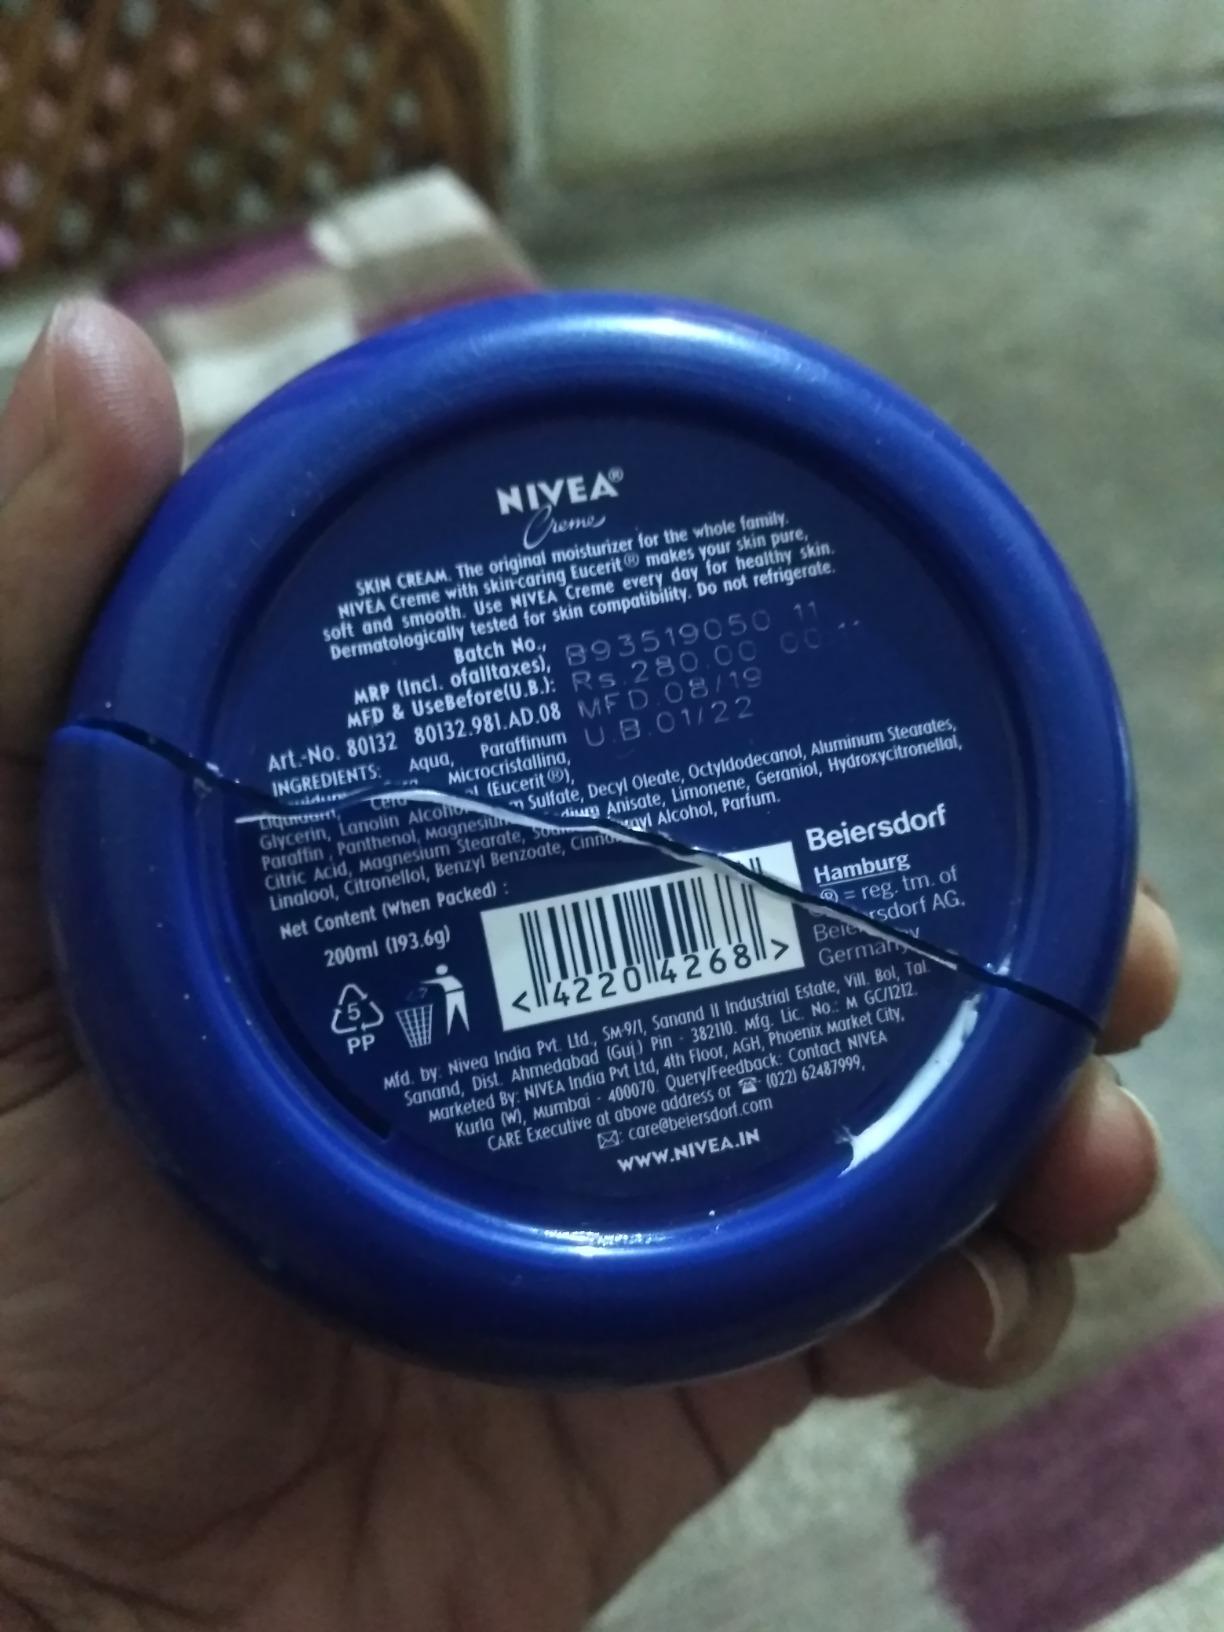 NIVEA®
Creme
SKIN CREAM. The original moisturizer for the whole family.
NIVEA Creme with skin-caring Eucerit® makes your skin pure,
soft and smooth. Use NIVEA Creme every day for healthy skin.
Dermatologically tested for skin compatibility. Do not refrigerate.
Batch No., B93519050 11
MRP (Incl. ofalltaxes), Rs.280.00 00
MFD & UseBefore(U.B.): MFD.08/19
U.B.01/22
Art.-No. 80132 80132.981.AD.08
INGREDIENTS: Aqua, Paraffinum
Liquidum, Cera Microcristallina,
Glycerin, Lanolin Alcohol (Eucerit®),
Paraffin, Panthenol, Magnesium Sulfate, Decyl Oleate, Octyldodecanol, Aluminum Stearates,
Citric Acid, Magnesium Stearate, Sodium Anisate, Limonene, Geraniol, Hydroxycitronellal,
Linalool, Citronellol, Benzyl Benzoate, Alcohol, Parfum.
Net Content (When Packed) :
200ml (193.6g)
5
PP
<42204268>
Beiersdorf
Hamburg
® = reg. tm. of
Beiersdorf AG.
Germany
Mfd. by: Nivea India Pvt. Ltd., SM-9/1, Sanand II Industrial Estate, Vill. Bol, Tal.
Sanand, Dist. Ahmedabad (Guj.) Pin - 382110. Mfg. Lic. No.: M GC/1212.
Marketed By: NIVEA India Pvt Ltd, 4th Floor, AGH, Phoenix Market City,
Kurla (W), Mumbai - 400070. Query/Feedback: Contact NIVEA
CARE Executive at above address or ☎: (022) 62487999,
✉: care@beiersdorf.com
WWW.NIVEA.IN